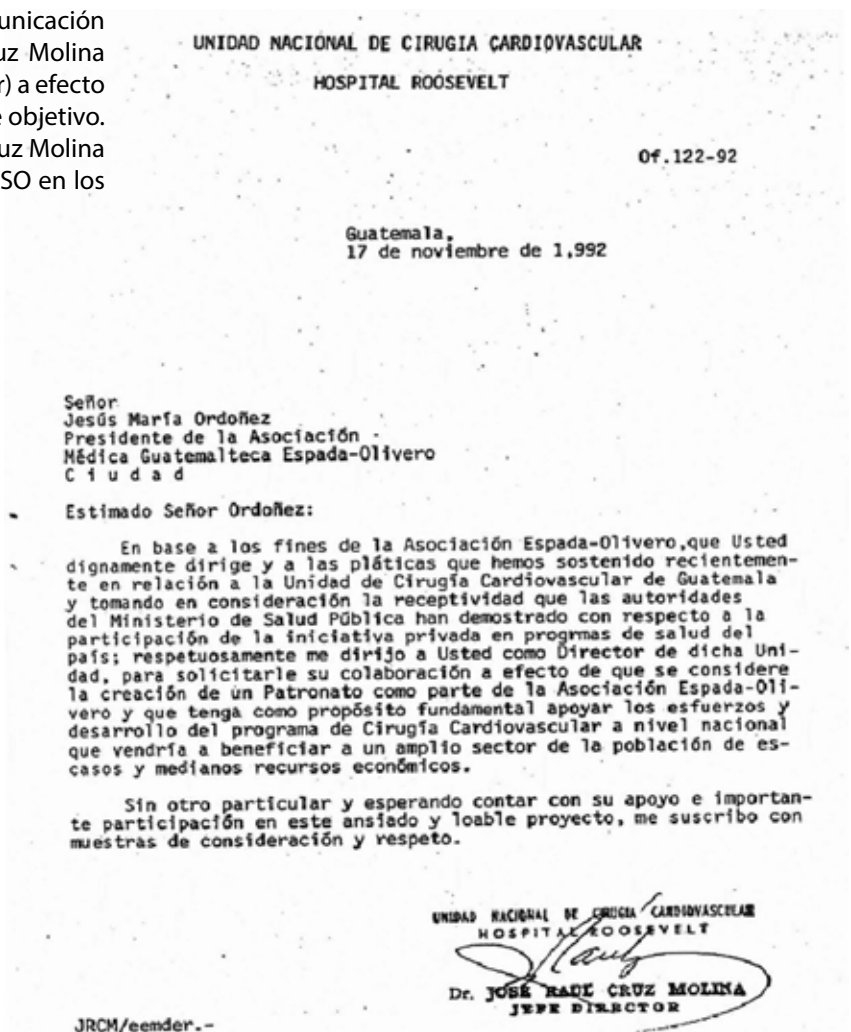 unicación
uz Molina
r) a efecto
e objetivo.
uz Molina
SO en los
UNIDAD NACIONAL DE CIRUGIA CARDIOVASCULAR
HOSPITAL ROOSEVELT
Of.122-92
Guatemala,
17 de noviembre de 1,992
Señor
Jesús María Ordoñez
Presidente de la Asociación
Médica Guatemalteca Espada-Olivero
C i u d a d
Estimado Señor Ordoñez:
En base a los fines de la Asociación Espada-Olivero,que Usted
dignamente dirige y a las pláticas que hemos sostenido recientemen-
te en relación a la Unidad de Cirugía Cardiovascular de Guatemala
y tomando en consideración la receptividad que las autoridades
del Ministerio de Salud Pública han demostrado con respecto a la
participación de la iniciativa privada en progrmas de salud del
país; respetuosamente me dirijo a Usted como Director de dicha Uni-
dad, para solicitarle su colaboración a efecto de que se considere
la creación de un Patronato como parte de la Asociación Espada-Oli-
vero y que tenga como propósito fundamental apoyar los esfuerzos y
desarrollo del programa de Cirugía Cardiovascular a nivel nacional
que vendría a beneficiar a un amplio sector de la población de es-
casos y medianos recursos económicos.
Sin otro particular y esperando contar con su apoyo e importan-
te participación en este ansiado y loable proyecto, me suscribo con
muestras de consideración y respeto.
UNIDAD NACIONAL DE CIRUGIA CARDIOVASCULAR
HOSPITAL ROOSEVELT
Dr. JOSE RAUL CRUZ MOLINA
JEFE DIRECTOR
JRCM/eemder.-